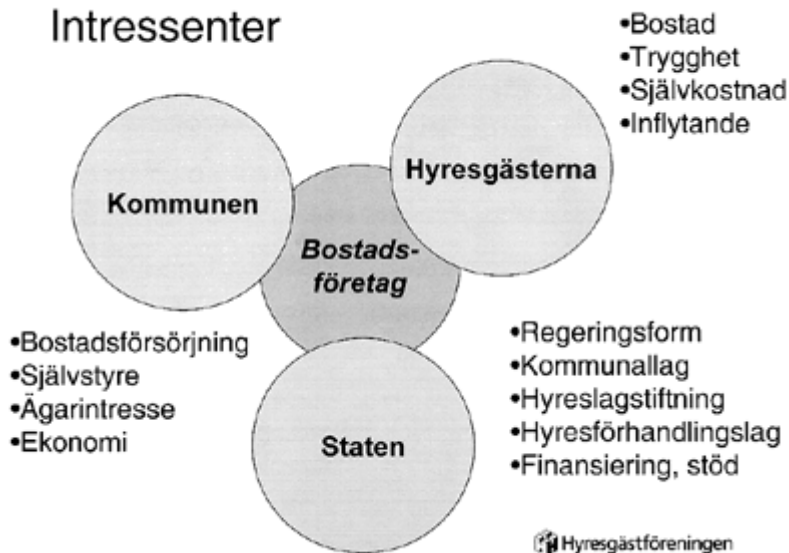 Intressenter
•Bostad
•Trygghet
•Självkostnad
•Inflytande
Kommunen
Hyresgästerna
Bostads-
företag
•Bostadsförsörjning
•Självstyre
•Ägarintresse
•Ekonomi
Staten
•Regeringsform
•Kommunallag
•Hyreslagstiftning
•Hyresförhandlingslag
•Finansiering, stöd
Hyresgästföreningen